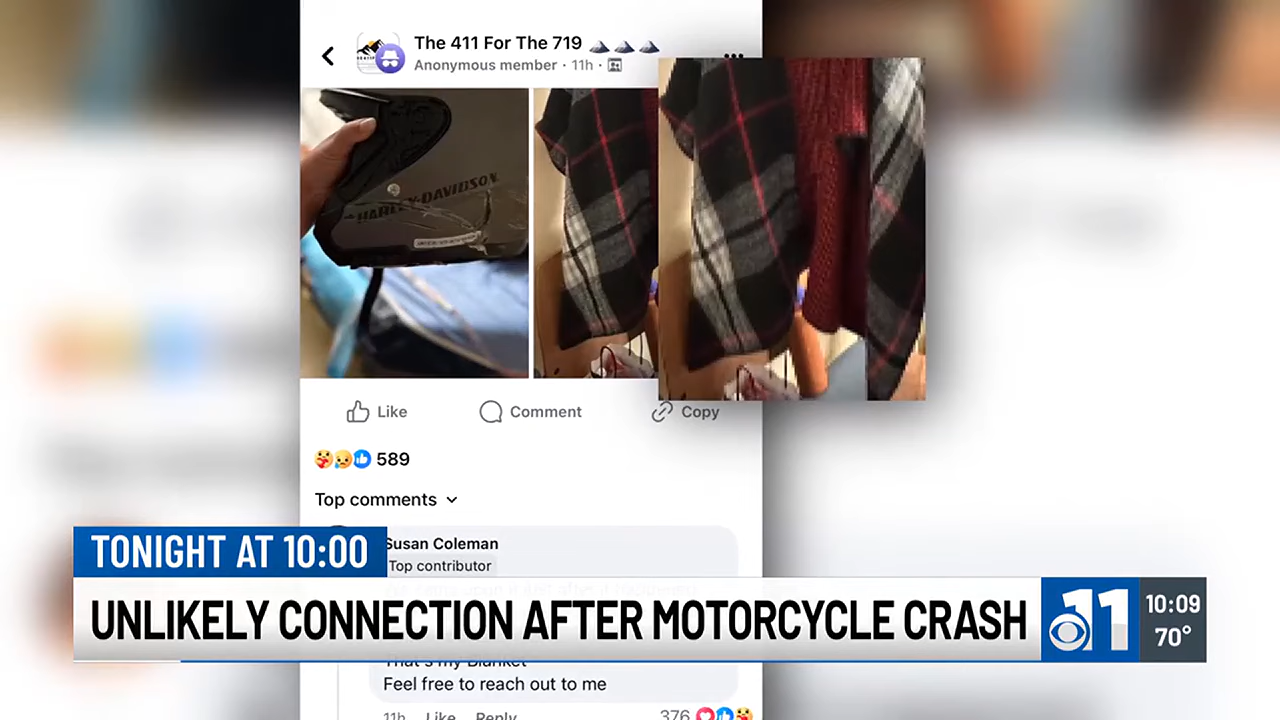 The 411 For The 719
Anonymous member · 11h ·
HARLEY-DAVIDSON
Like
Comment
Copy
589
Top comments
Susan Coleman
Top contributor
TONIGHT AT 10:00
UNLIKELY CONNECTION AFTER MOTORCYCLE CRASH
11
10:09
70°
That's my Blanket
Feel free to reach out to me
11h Like Reply 376